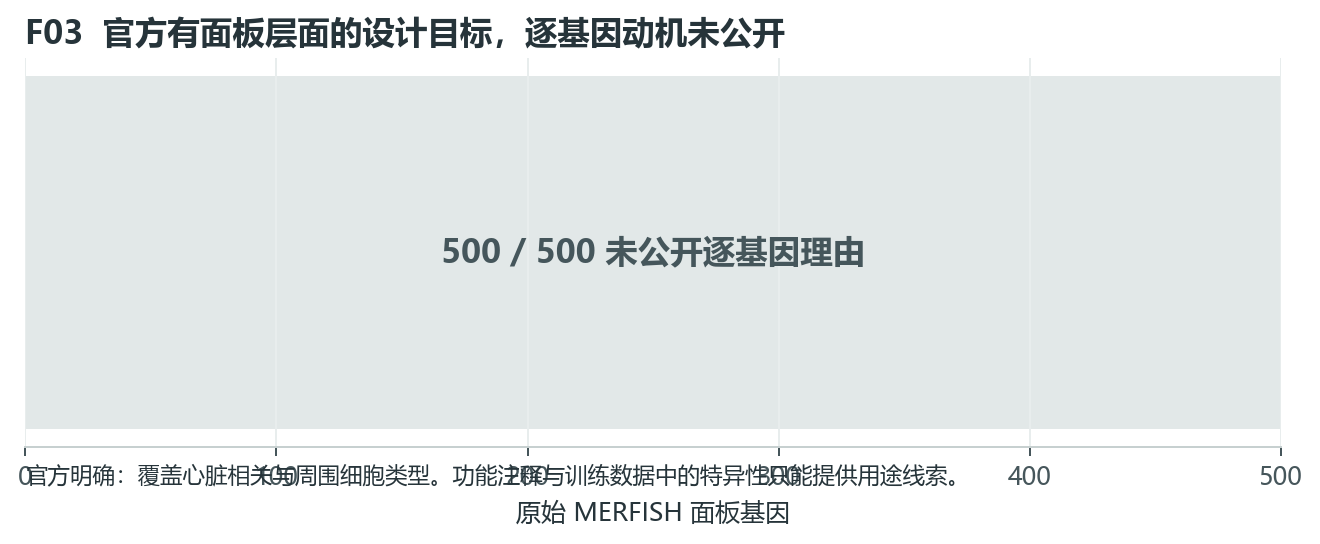 F03 官方有面板层面的设计目标，逐基因动机未公开
500 / 500 未公开逐基因理由
官方明确：覆盖心脏相关与周围细胞类型。功能注释与训练数据中的特异性只能提供用途线索。
0 100 200 300 400 500
原始 MERFISH 面板基因